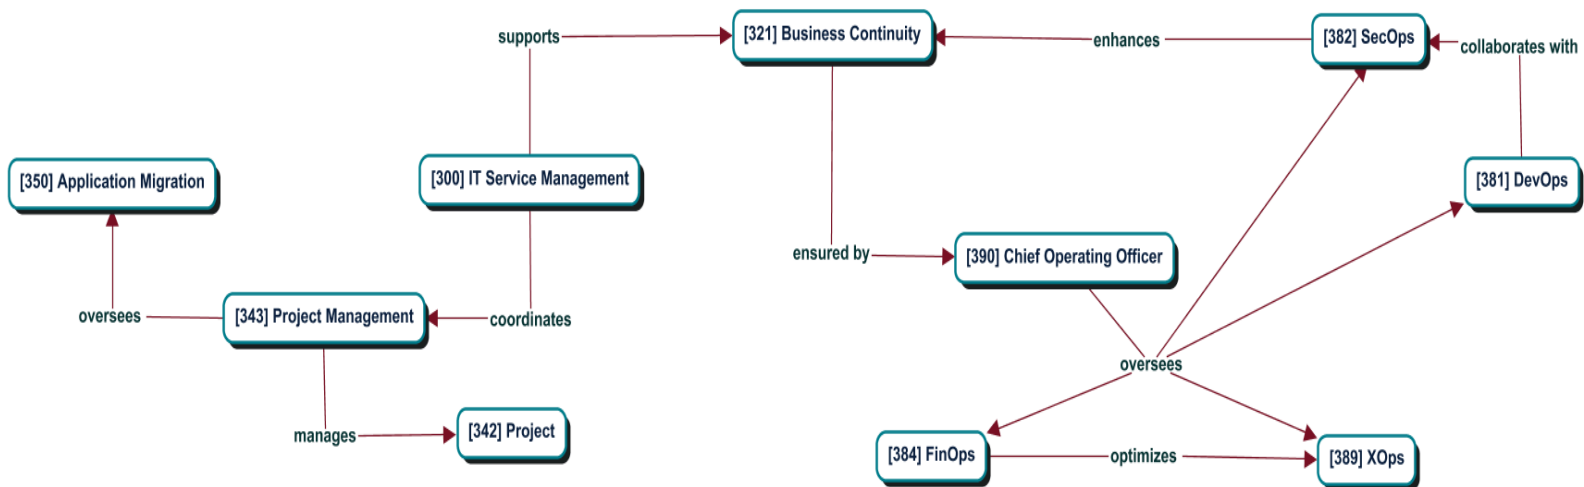 [321] Business Continuity
[382] SecOps
supports
enhances
collaborates with
[350] Application Migration
[300] IT Service Management
[381] DevOps
ensured by
[390] Chief Operating Officer
oversees
[343] Project Management
coordinates
oversees
manages
[342] Project
[384] FinOps
optimizes
[389] XOps